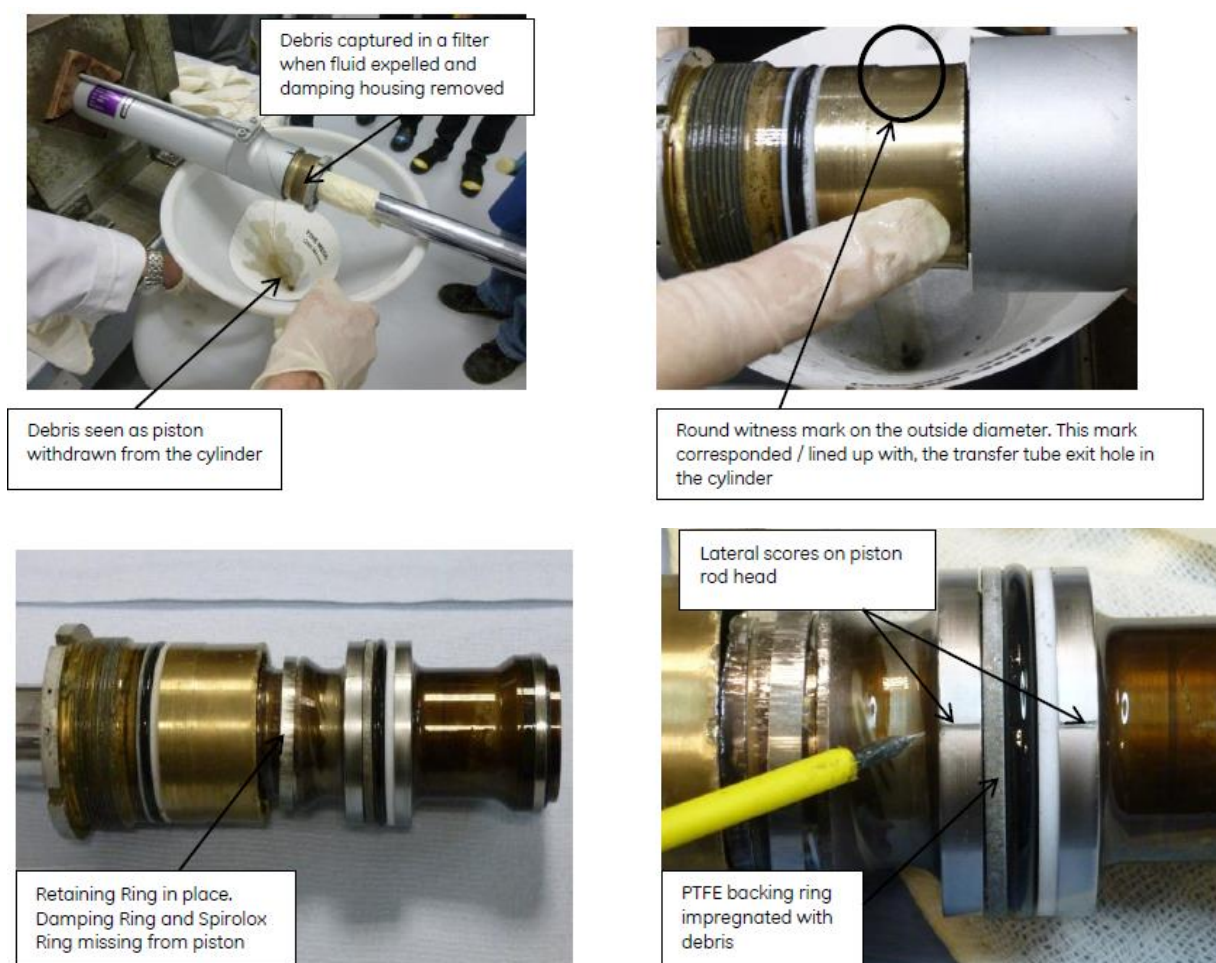 Debris captured in a filter
when fluid expelled and
damping housing removed
Debris seen as piston
withdrawn from the cylinder
Round witness mark on the outside diameter. This mark
corresponded / lined up with, the transfer tube exit hole in
the cylinder
Retaining Ring in place.
Damping Ring and Spirolox
Ring missing from piston
Lateral scores on piston
rod head
PTFE backing ring
impregnated with
debris